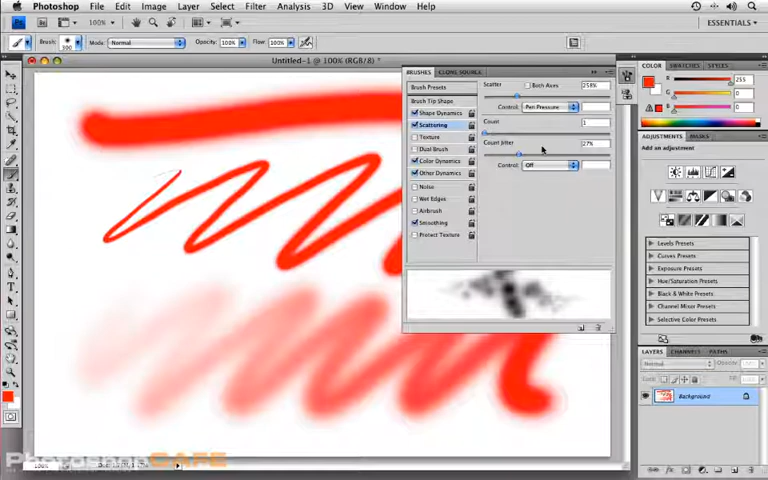 Photoshop File Edit Image Layer Select Filter Analysis 3D View Window Help
100%
ESSENTIALS
Brush: 300 Mode: Normal Opacity: 100% Flow: 100%
Untitled-1 @ 100% (RGB/8) *
BRUSHES CLONE SOURCE
Brush Presets
Brush Tip Shape
Shape Dynamics
Scattering
Texture
Dual Brush
Color Dynamics
Other Dynamics
Noise
Wet Edges
Airbrush
Smoothing
Protect Texture
Scatter Both Axes 258%
Control: Pen Pressure
Count 1
Count Jitter 27%
Control: Off
COLOR SWATCHES STYLES
R 255
G 0
B 0
ADJUSTMENTS MASKS
Add an adjustment
Levels Presets
Curves Presets
Exposure Presets
Hue/Saturation Presets
Black & White Presets
Channel Mixer Presets
Selective Color Presets
LAYERS CHANNELS PATHS
Normal
Background
PhotoshopCAFE
100%